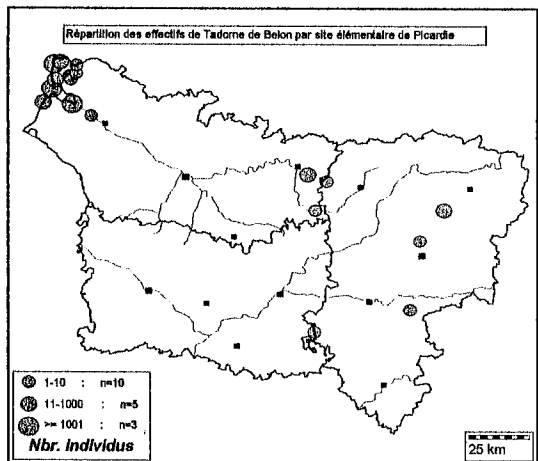 Répartition des effectifs de Tadorne de Belon par site élémentaire de Picardie
1-10 : n=10
11-1000 : n=5
>= 1001 : n=3
Nbr. Individus
25 km